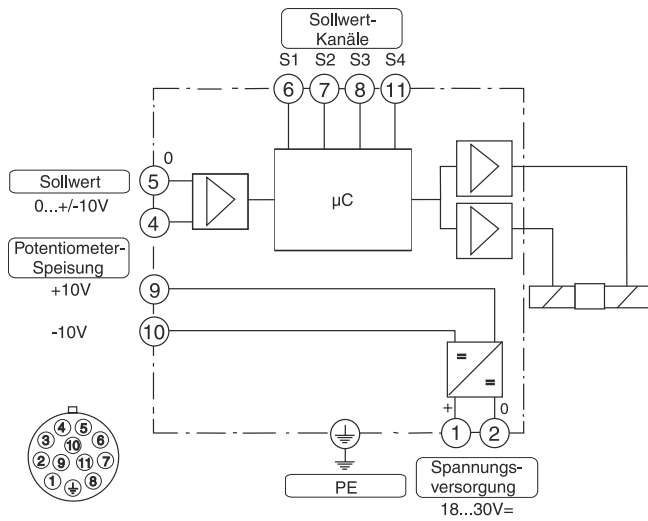 Sollwert-
Kanäle
S1 S2 S3 S4
6 7 8 11
0
Sollwert
5
0...+/-10V
4
µC
Potentiometer-
Speisung
+10V
9
-10V
10
=
=
+ 0
1 2
4 5
3 10 6
2 9 11 7
1 8
PE
Spannungs-
versorgung
18...30V=